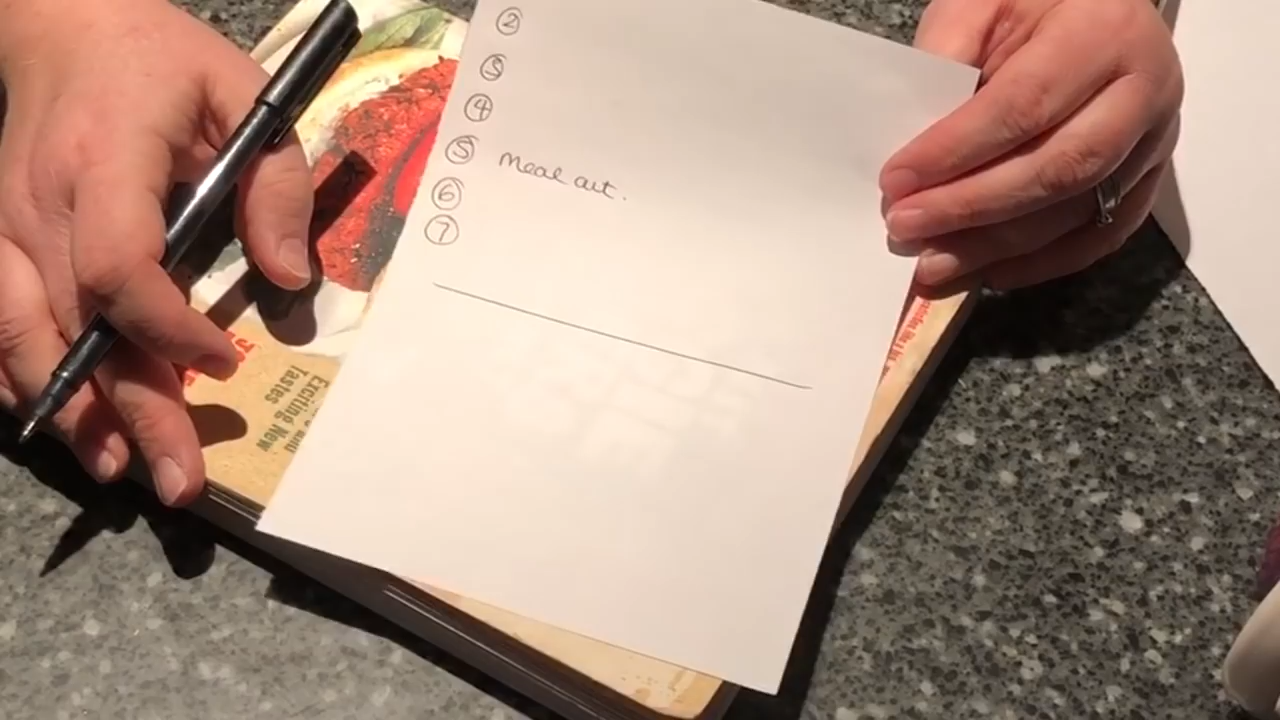 ②
③
④
⑤ Meal out.
⑥
⑦
Exciting New
Tastes